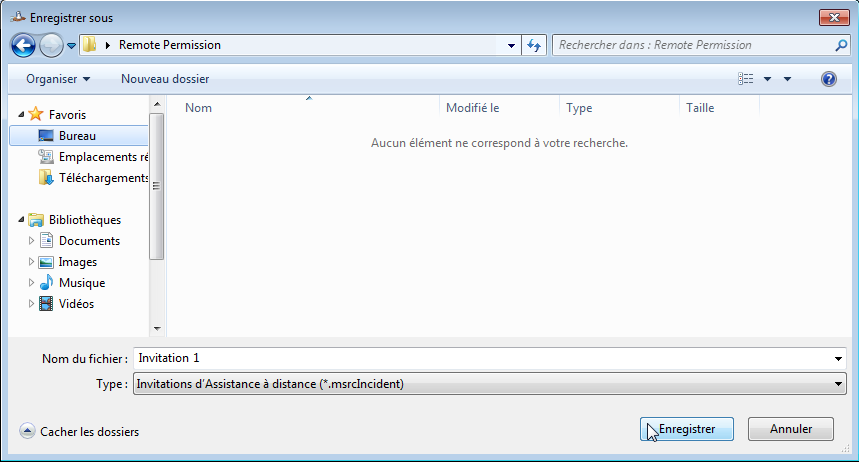 Enregistrer sous
Remote Permission
Rechercher dans : Remote Permission
Organiser
Nouveau dossier
Favoris
Bureau
Emplacements ré
Téléchargements
Bibliothèques
Documents
Images
Musique
Vidéos
Nom
Modifié le
Type
Taille
Aucun élément ne correspond à votre recherche.
Nom du fichier : Invitation 1
Type : Invitations d'Assistance à distance (*.msrcIncident)
Cacher les dossiers
Enregistrer
Annuler